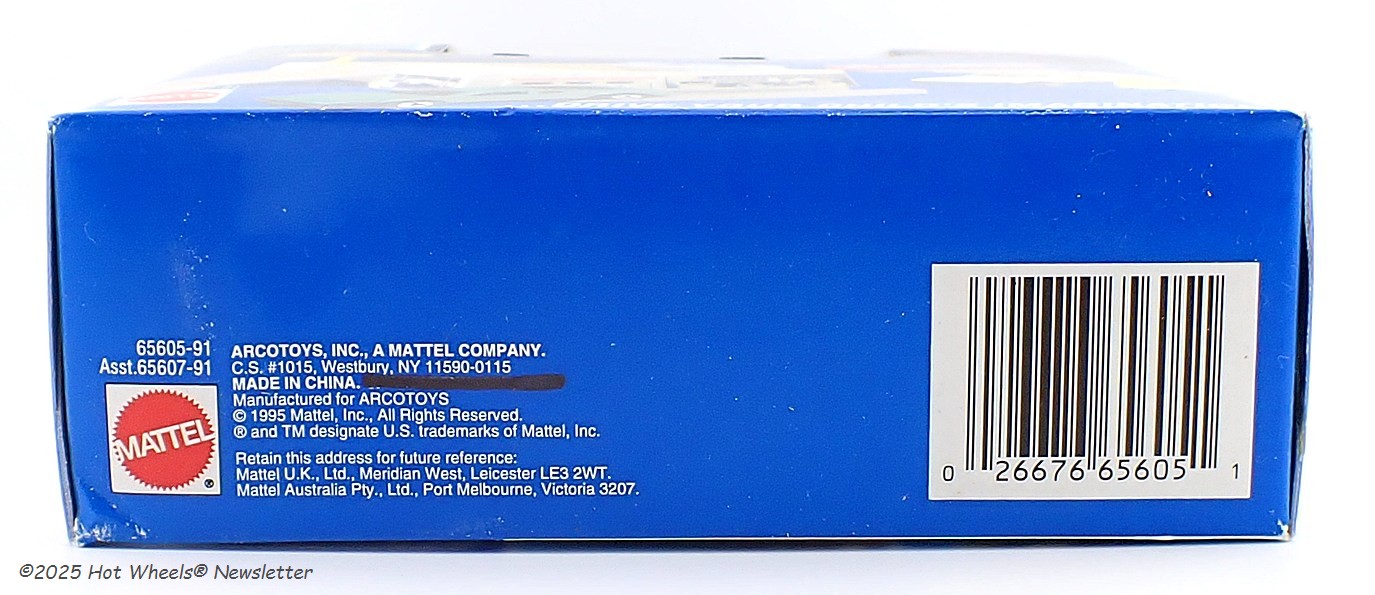 65605-91
Asst.65607-91
ARCOTOYS, INC., A MATTEL COMPANY.
C.S. #1015, Westbury, NY 11590-0115
MADE IN CHINA.
Manufactured for ARCOTOYS
© 1995 Mattel, Inc., All Rights Reserved.
® and TM designate U.S. trademarks of Mattel, Inc.
MATTEL®
Retain this address for future reference:
Mattel U.K., Ltd., Meridian West, Leicester LE3 2WT.
Mattel Australia Pty., Ltd., Port Melbourne, Victoria 3207.
0 26676 65605 1
©2025 Hot Wheels® Newsletter